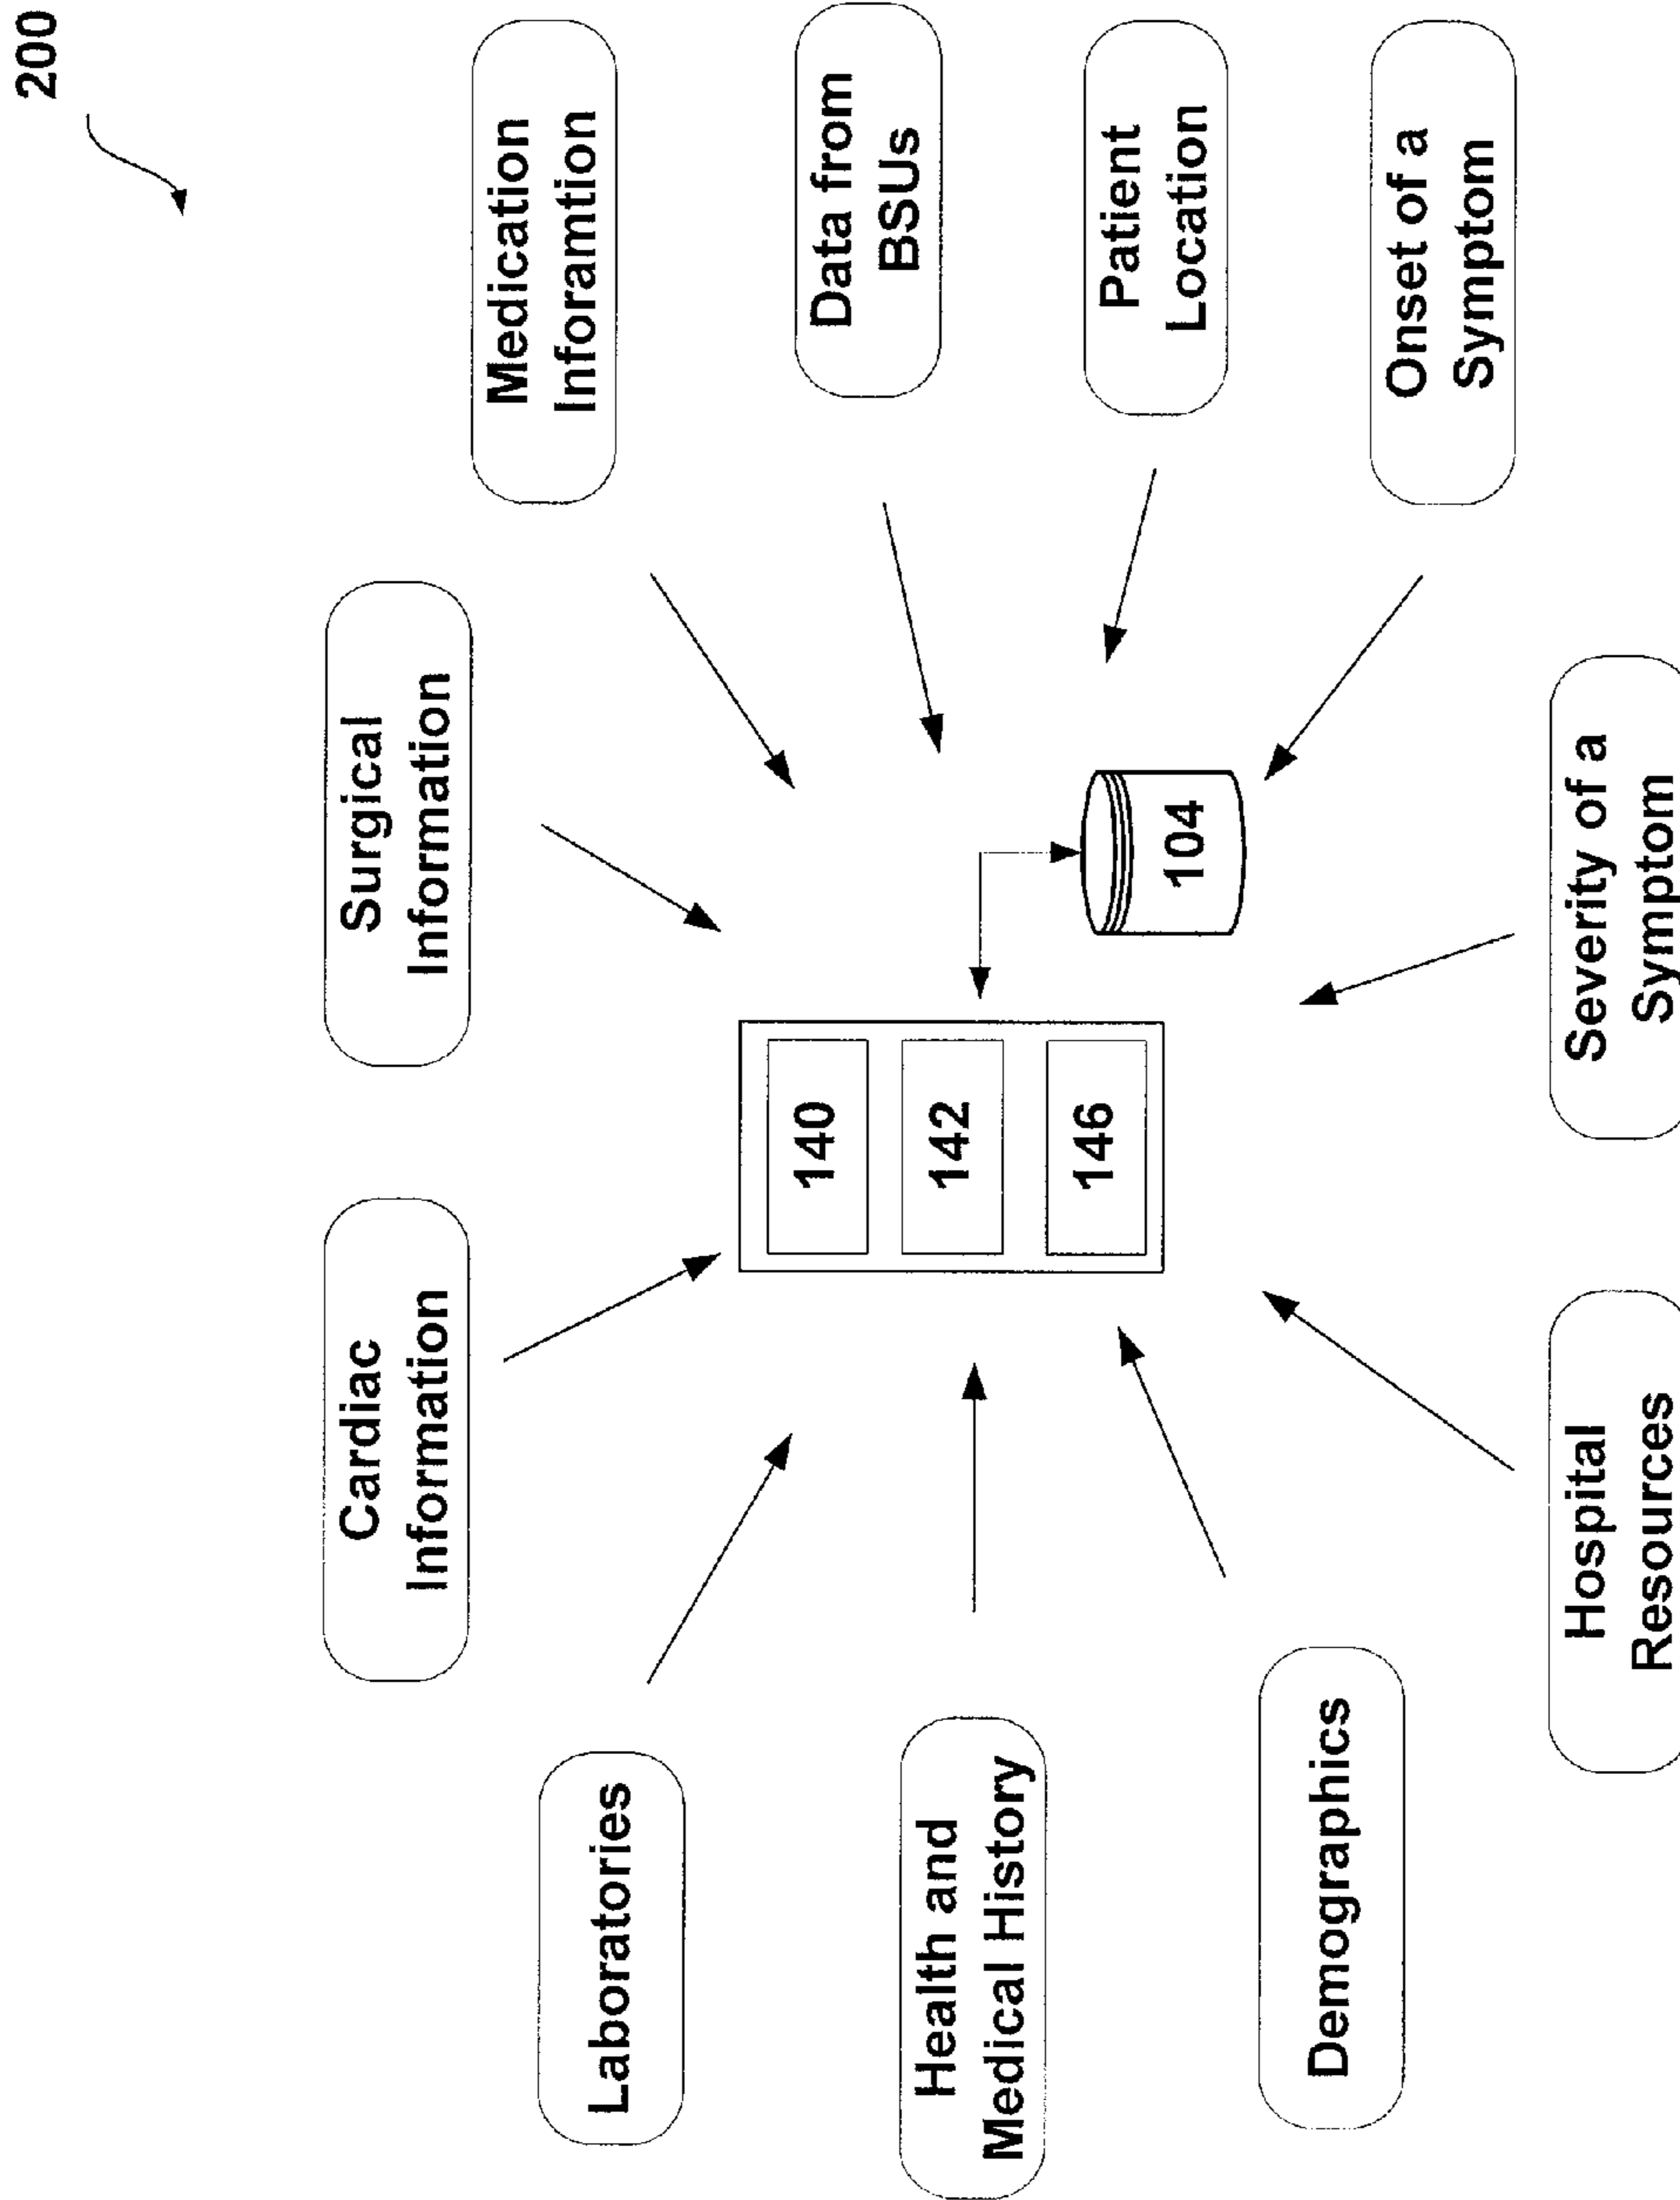 200
Cardiac
Information
Surgical
Information
Medication
Inforamtion
Laboratories
140
Data from
BSUs
Health and
Medical History
142
146
Patient
Location
104
Demographics
Onset of a
Symptom
Hospital
Resources
Severity of a
Symptom